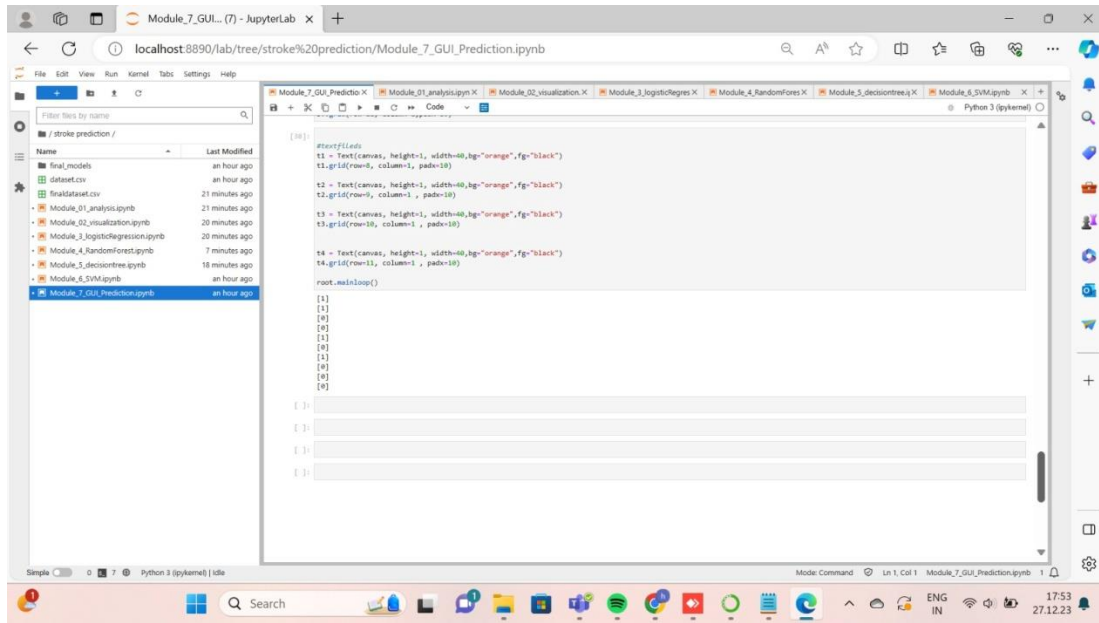 Module_7_GUI... (7) - JupyterLab
localhost:8890/lab/tree/stroke%20prediction/Module_7_GUI_Prediction.ipynb
File Edit View Run Kernel Tabs Settings Help
Module_7_GUI_Predictio Module_01_analysis.ipyn Module_02_visualization. Module_3_logisticRegres Module_4_RandomFores Module_5_decisiontree.i Module_6_SVM.ipynb
Code
Python 3 (ipykernel)
Filter files by name
/ stroke prediction /
Name Last Modified
final_models an hour ago
dataset.csv an hour ago
finaldataset.csv 21 minutes ago
Module_01_analysis.ipynb 21 minutes ago
Module_02_visualization.ipynb 20 minutes ago
Module_3_logisticRegression.ipynb 20 minutes ago
Module_4_RandomForest.ipynb 7 minutes ago
Module_5_decisiontree.ipynb 18 minutes ago
Module_6_SVM.ipynb an hour ago
Module_7_GUI_Prediction.ipynb an hour ago
#textfileds
t1 = Text(canvas, height=1, width=40,bg="orange",fg="black")
t1.grid(row=8, column=1, padx=10)
t2 = Text(canvas, height=1, width=40,bg="orange",fg="black")
t2.grid(row=9, column=1 , padx=10)
t3 = Text(canvas, height=1, width=40,bg="orange",fg="black")
t3.grid(row=10, column=1 , padx=10)
t4 = Text(canvas, height=1, width=40,bg="orange",fg="black")
t4.grid(row=11, column=1 , padx=10)
root.mainloop()
[1]
[1]
[0]
[0]
[1]
[0]
[1]
[0]
[0]
[0]
[ ]:
[ ]:
[ ]:
[ ]:
Simple 0 7 Python 3 (ipykernel) | Idle
Mode: Command Ln 1, Col 1 Module_7_GUI_Prediction.ipynb 1
2
Search
ENG
IN
17:53
27.12.23